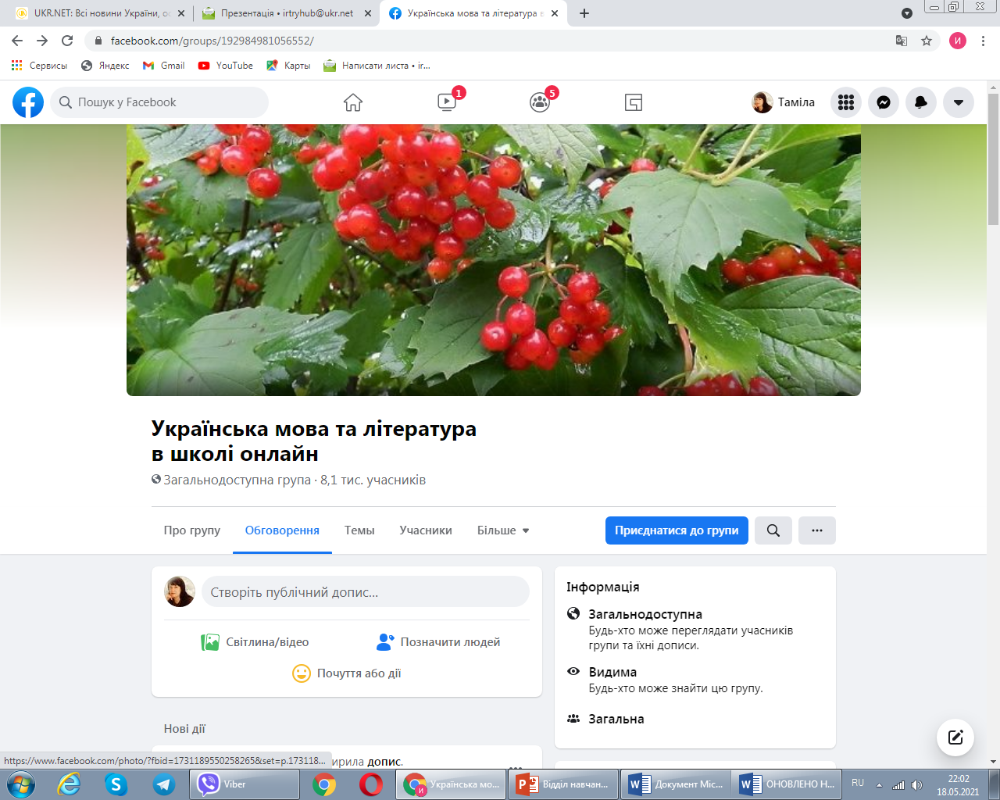 UKR.NET: Всі новини України, ос
Презентація • irtryhub@ukr.net
Українська мова та література в
facebook.com/groups/192984981056552/
И
Сервисы
Яндекс
Gmail
YouTube
Карты
Написати листа • ir...
Пошук у Facebook
1
5
Таміла
Українська мова та література
в школі онлайн
Загальнодоступна група · 8,1 тис. учасників
Про групу
Обговорення
Теми
Учасники
Більше
Приєднатися до групи
Створіть публічний допис...
Світлина/відео
Позначити людей
Почуття або дії
Інформація
Загальнодоступна
Будь-хто може переглядати учасників
групи та їхні дописи.
Видима
Будь-хто може знайти цю групу.
Загальна
Нові дії
https://www.facebook.com/photo/?fbid=1731189550258265&set=p.173118...
ирила допис.
Viber
Українська мо...
Відділ навчан...
Документ Міс...
ОНОВЛЕНО Н...
RU
22:02
18.05.2021